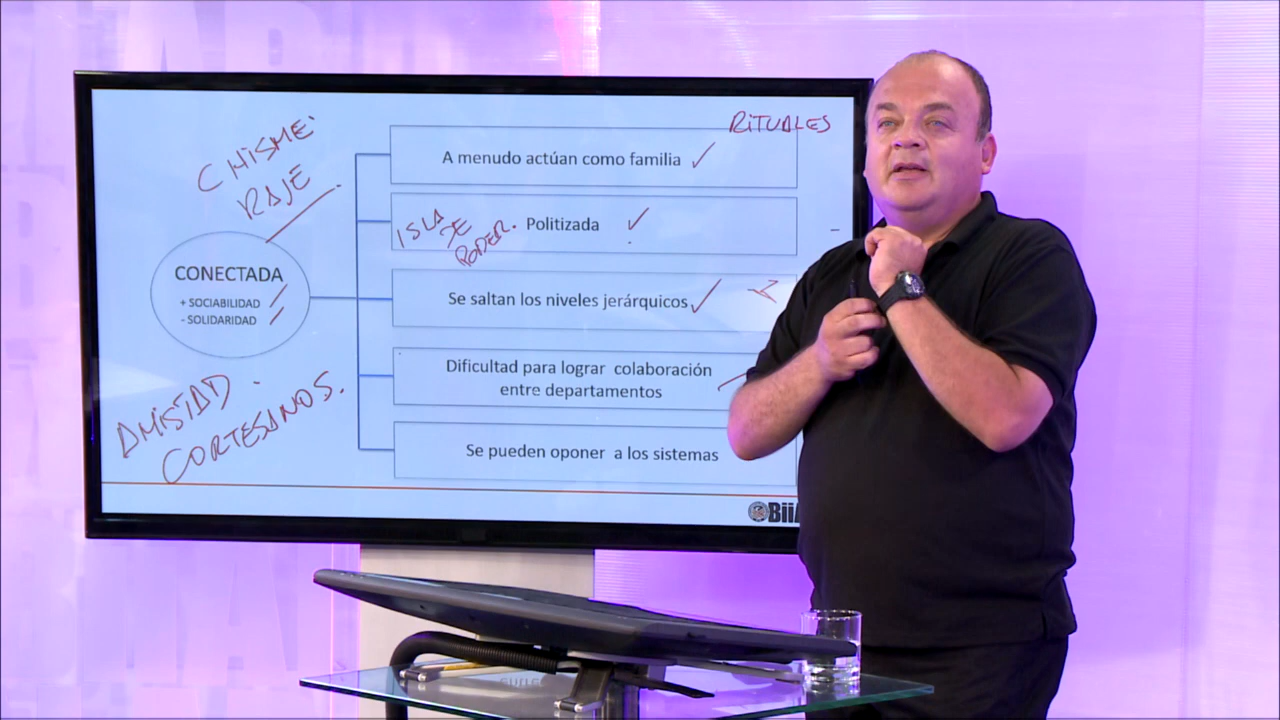 RITUALES
CHISME.
RAJE
A menudo actúan como familia
ISLA
DE
PODER.
Politizada
CONECTADA
+ SOCIABILIDAD
- SOLIDARIDAD
Se saltan los niveles jerárquicos
Dificultad para lograr colaboración
entre departamentos
AMISTAD.
CORTESANOS.
Se pueden oponer a los sistemas